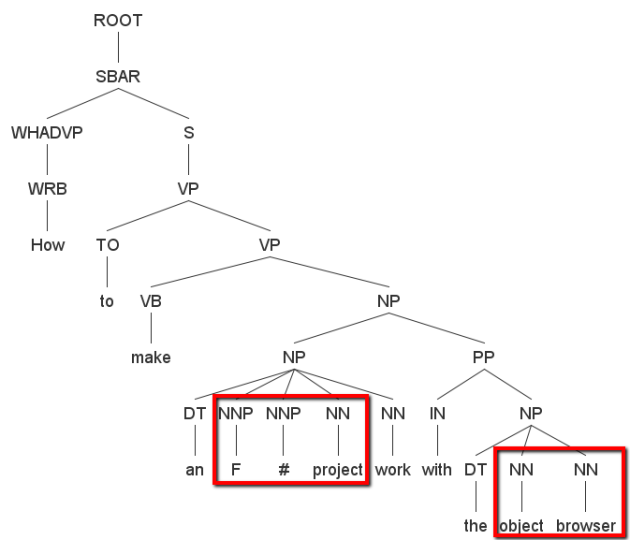 ROOT
SBAR
WHADVP S
WRB VP
How TO VP
to VB NP
make NP PP
DT NNP NNP NN NN IN NP
an F # project work with DT NN NN
the object browser